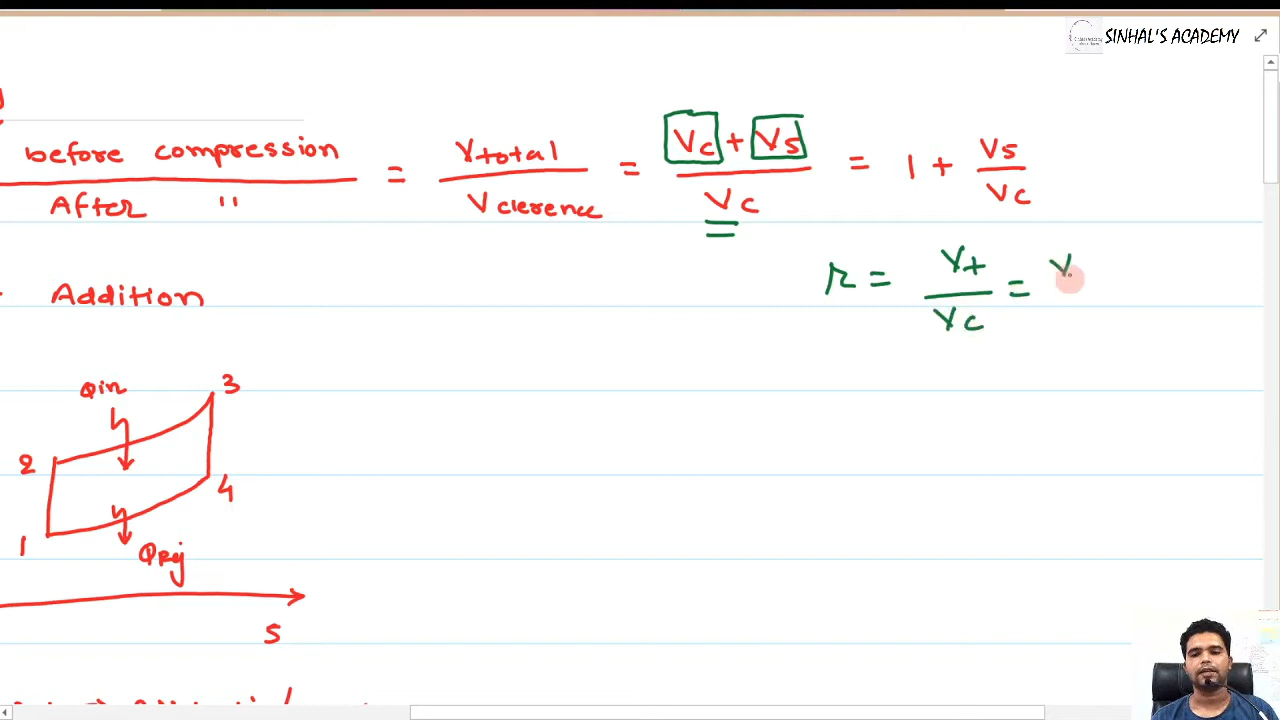 SINHAL'S ACADEMY
before compression / After " = Vtotal / Vclerence = Vc + Vs / Vc = 1 + Vs / Vc
r = Vt / Vc = V
Addition
Qin
3
2
4
1
Qrej
S